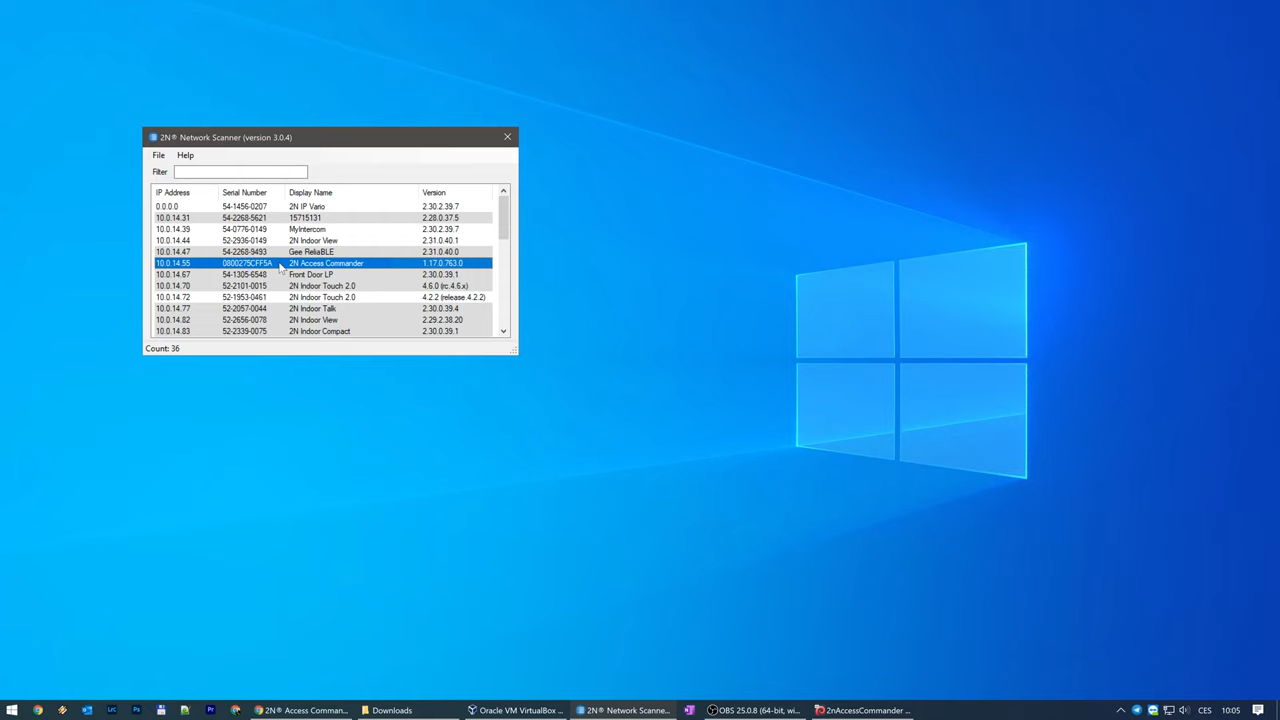 2N® Network Scanner (version 3.0.4)
File Help
Filter
IP Address Serial Number Display Name Version
0.0.0.0 54-1456-0207 2N IP Vario 2.30.2.39.7
10.0.14.31 54-2268-5621 15715131 2.28.0.37.5
10.0.14.39 54-0776-0149 MyIntercom 2.30.2.39.7
10.0.14.44 52-2936-0149 2N Indoor View 2.31.0.40.1
10.0.14.47 54-2268-9493 Gee ReliaBLE 2.31.0.40.0
10.0.14.55 0800275CFF5A 2N Access Commander 1.17.0.763.0
10.0.14.67 54-1305-6548 Front Door LP 2.30.0.39.1
10.0.14.70 52-2101-0015 2N Indoor Touch 2.0 4.6.0 (rc.4.6.x)
10.0.14.72 52-1953-0461 2N Indoor Touch 2.0 4.2.2 (release.4.2.2)
10.0.14.77 52-2057-0044 2N Indoor Talk 2.30.0.39.4
10.0.14.82 52-2656-0078 2N Indoor View 2.29.2.38.20
10.0.14.83 52-2339-0075 2N Indoor Compact 2.30.0.39.1
Count: 36
2N® Access Comman... Downloads Oracle VM VirtualBox ... 2N® Network Scanne... OBS 25.0.8 (64-bit, wi... 2nAccessCommander ... CES 10:05